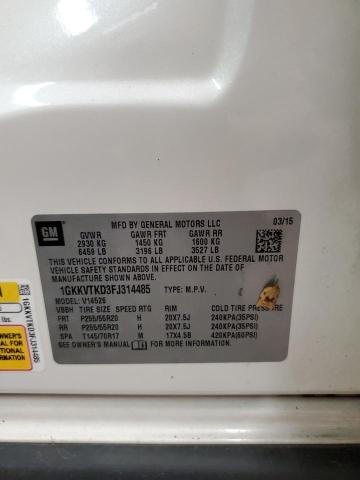 GM
MFD BY GENERAL MOTORS LLC
03/15
GVWR GAWR FRT GAWR RR
2930 KG 1450 KG 1600 KG
6459 LB 3196 LB 3527 LB
THIS VEHICLE CONFORMS TO ALL APPLICABLE U.S. FEDERAL MOTOR
VEHICLE SAFETY STANDARDS IN EFFECT ON THE DATE OF
MANUFACTURE SHOWN ABOVE.
1GKKVTKD3FJ314485 TYPE: M.P.V.
MODEL: V14526
TIRE SIZE SPEED RTG RIM COLD TIRE PRESSURE
FRT P255/55R20 H 20X7.5J 240KPA(35PSI)
RR P255/55R20 H 20X7.5J 240KPA(35PSI)
SPA T145/70R17 M 17X4.5B 420KPA(60PSI)
SEE OWNER'S MANUAL FOR MORE INFORMATION.
lbs.
OWNER'S
MANUAL
1GKKVTKD3FJ314485